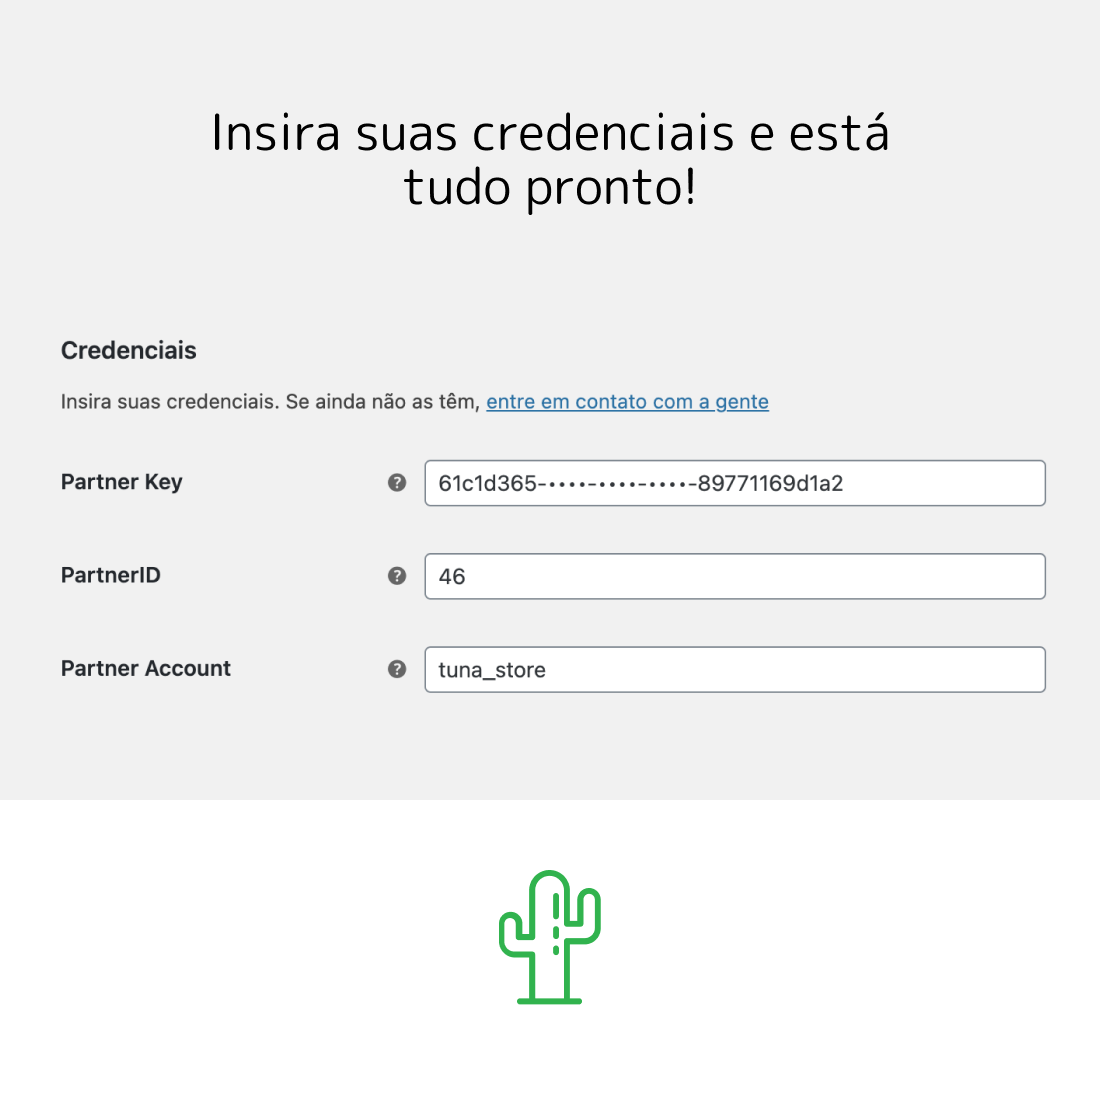 Insira suas credenciais e está
tudo pronto!
Credenciais
Insira suas credenciais. Se ainda não as têm, entre em contato com a gente
Partner Key ? 61c1d365-••••-••••-••••-89771169d1a2
PartnerID ? 46
Partner Account ? tuna_store